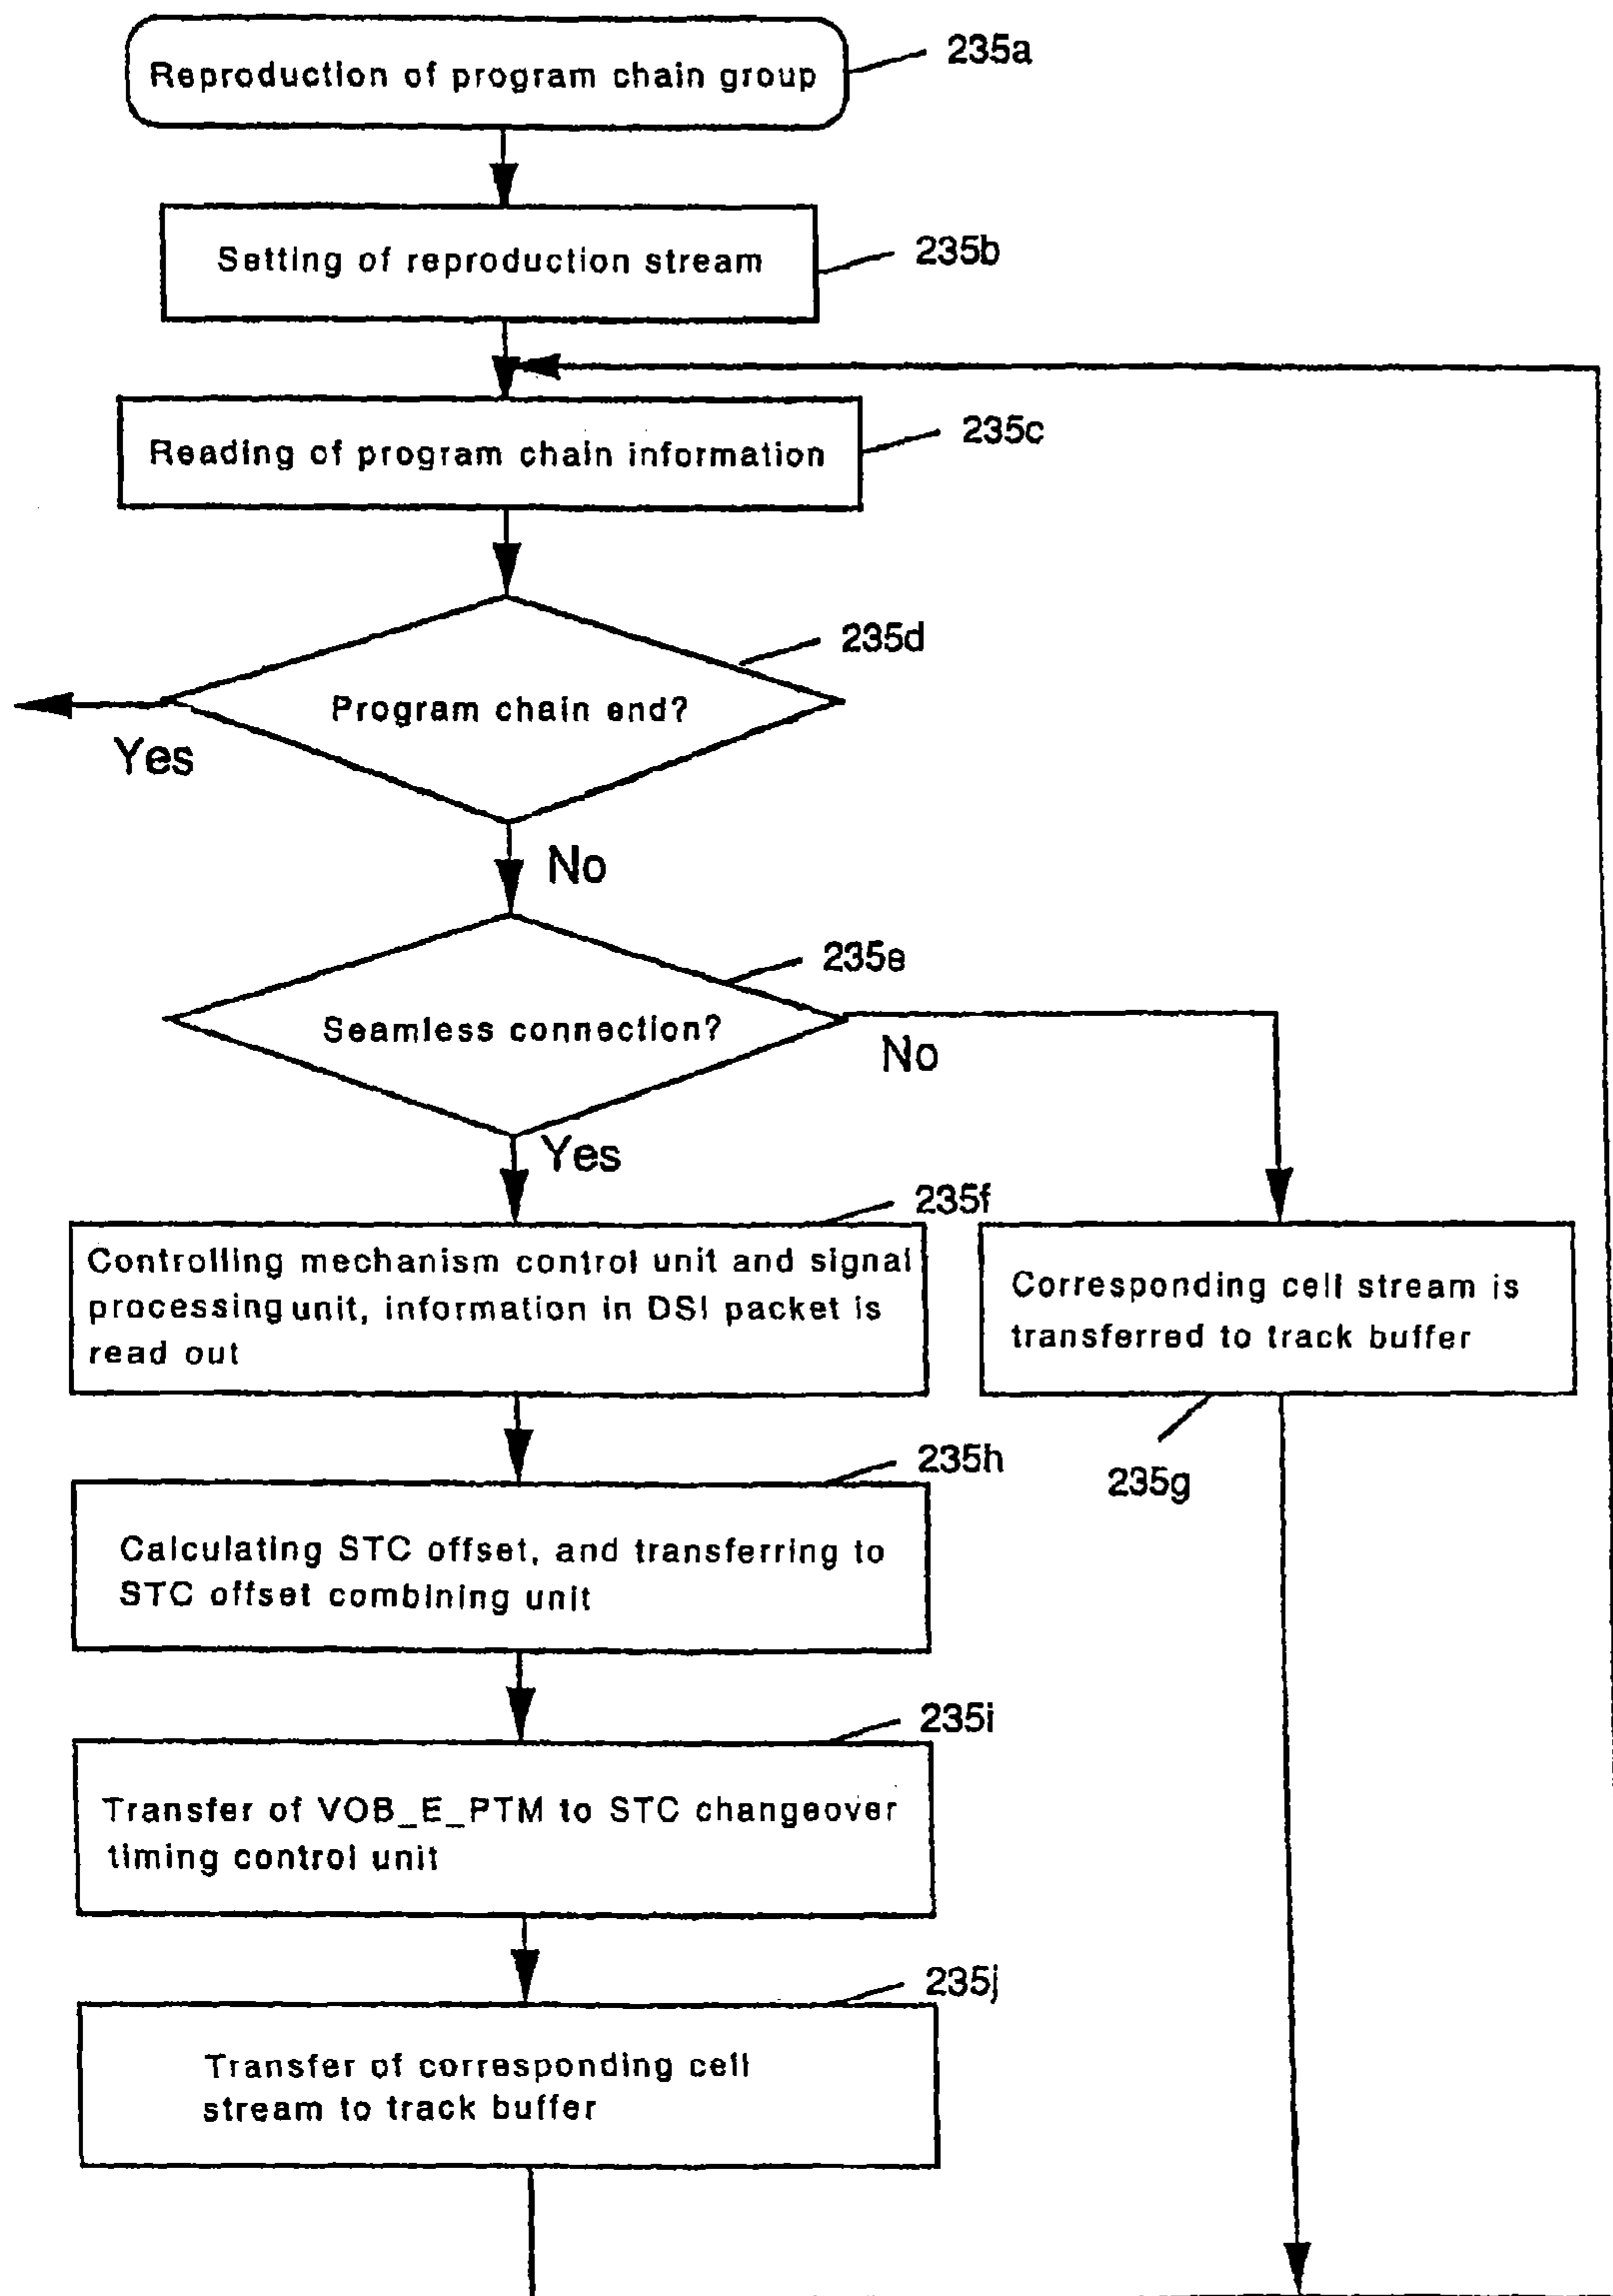 Reproduction of program chain group
235a
Setting of reproduction stream
235b
Reading of program chain information
235c
235d
Program chain end?
Yes
No
235e
Seamless connection?
No
Yes
235f
Controlling mechanism control unit and signal
processing unit, information in DSI packet is
read out
Corresponding cell stream is
transferred to track buffer
235g
235h
Calculating STC offset, and transferring to
STC offset combining unit
235i
Transfer of VOB_E_PTM to STC changeover
timing control unit
235j
Transfer of corresponding cell
stream to track buffer